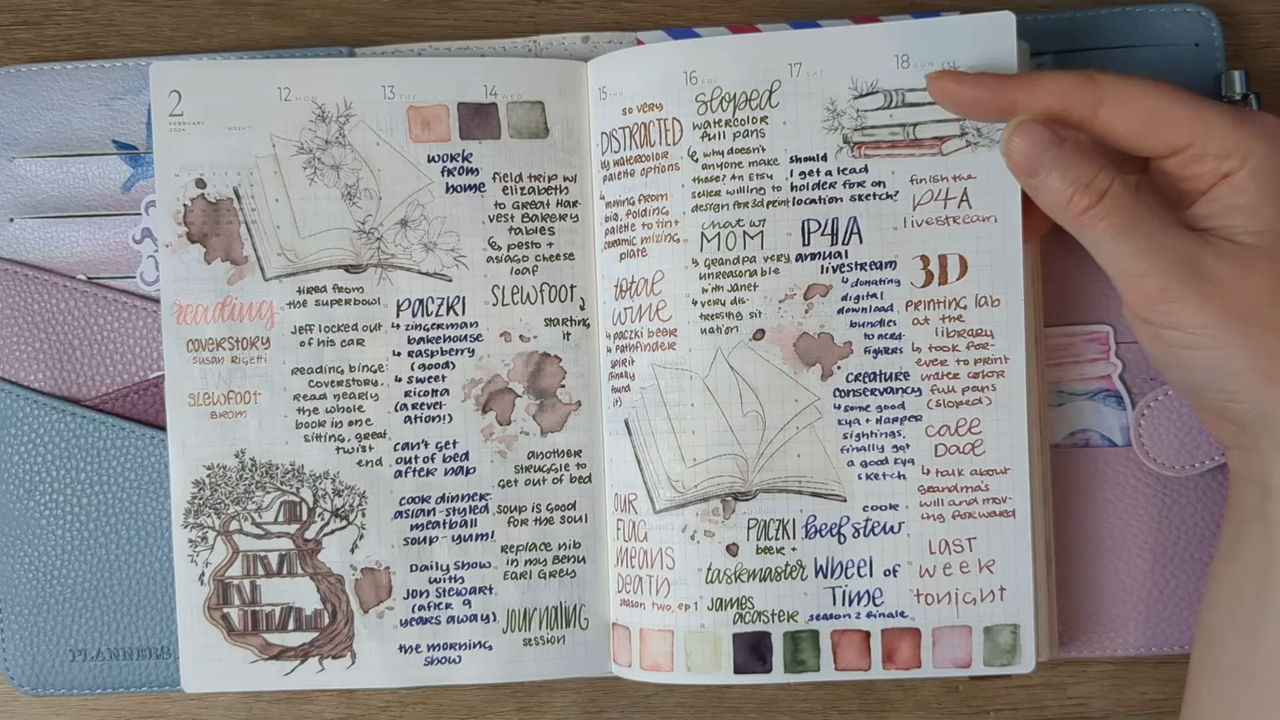 2
FEBRUARY
2024
WEEK 7
M T W T F S S
reading
COVERSTORY
SUSAN RIGETTI
SLEWFOOT
BROM
12 MON
tired from
the superbowl
Jeff locked out
of his car
reading binge:
coverstory.
Read nearly
the whole
book in one
sitting, great
twist
end
13 TUE
work
from
home
PACZKI
↳ zingerman
bakehouse
↳ raspberry
(good)
↳ sweet
ricotta
(a revel-
ation!)
can't get
out of bed
after nap
cook dinner:
asian-styled
meatball
soup-yum!
Daily Show
with
Jon Stewart
(after 9
years away)
the morning
show
14 WED
field trip w/
elizabeth
to Great Har-
vest Bakery
tables
↳ pesto +
asiago cheese
loaf
SLEWFOOT
starting
it
another
struggle to
get out of bed
soup is good
for the soul
replace nib
in my Benu
Earl Grey
JOURNALING
session
PLANNERS
15 THU
so very
DISTRACTED
by watercolor
palette options
↳ moving from
big, folding
palette to tin +
ceramic mixing
plate
total
wine
↳ paczki beer
↳ pathfinder
spirit
(finally
found
it)
OUR
FLAG
MEANS
DEATH
season two, ep 1
16 FRI
sloped
watercolor
full pans
↳ why doesn't
anyone make
these? An Etsy
seller willing to
design for 3d print
chat w/
MOM
↳ grandpa very
unreasonable
with Janet
↳ very dis-
tressing sit
uation
PACZKI
beer +
taskmaster
James
acaster
17 SAT
should
I get a lead
holder for on
location sketch?
P4A
annual
livestream
↳ donating
digital
download
bundles
to nerd-
fighters
CREATURE
CONSERVANCY
↳ some good
Kya + Harper
sightings.
finally got
a good Kya
sketch
cook
beef stew
Wheel of
Time
season 2 finale
18 SUN
finish the
P4A
livestream
3D
PRINTING lab
at the
library
↳ took for-
ever to print
water color
full pans
(sloped)
call
Dad
↳ talk about
grandma's
will and mov-
ing forward
LAST
week
tonight